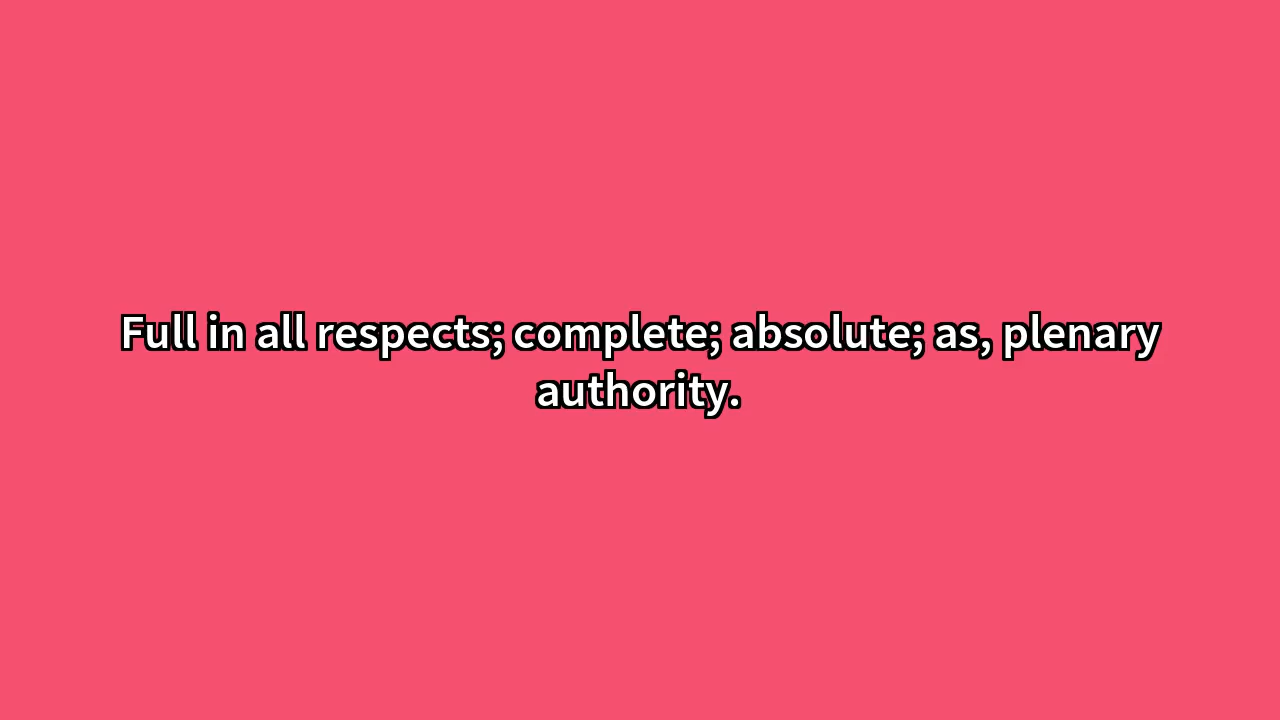 Full in all respects; complete; absolute; as, plenary
authority.